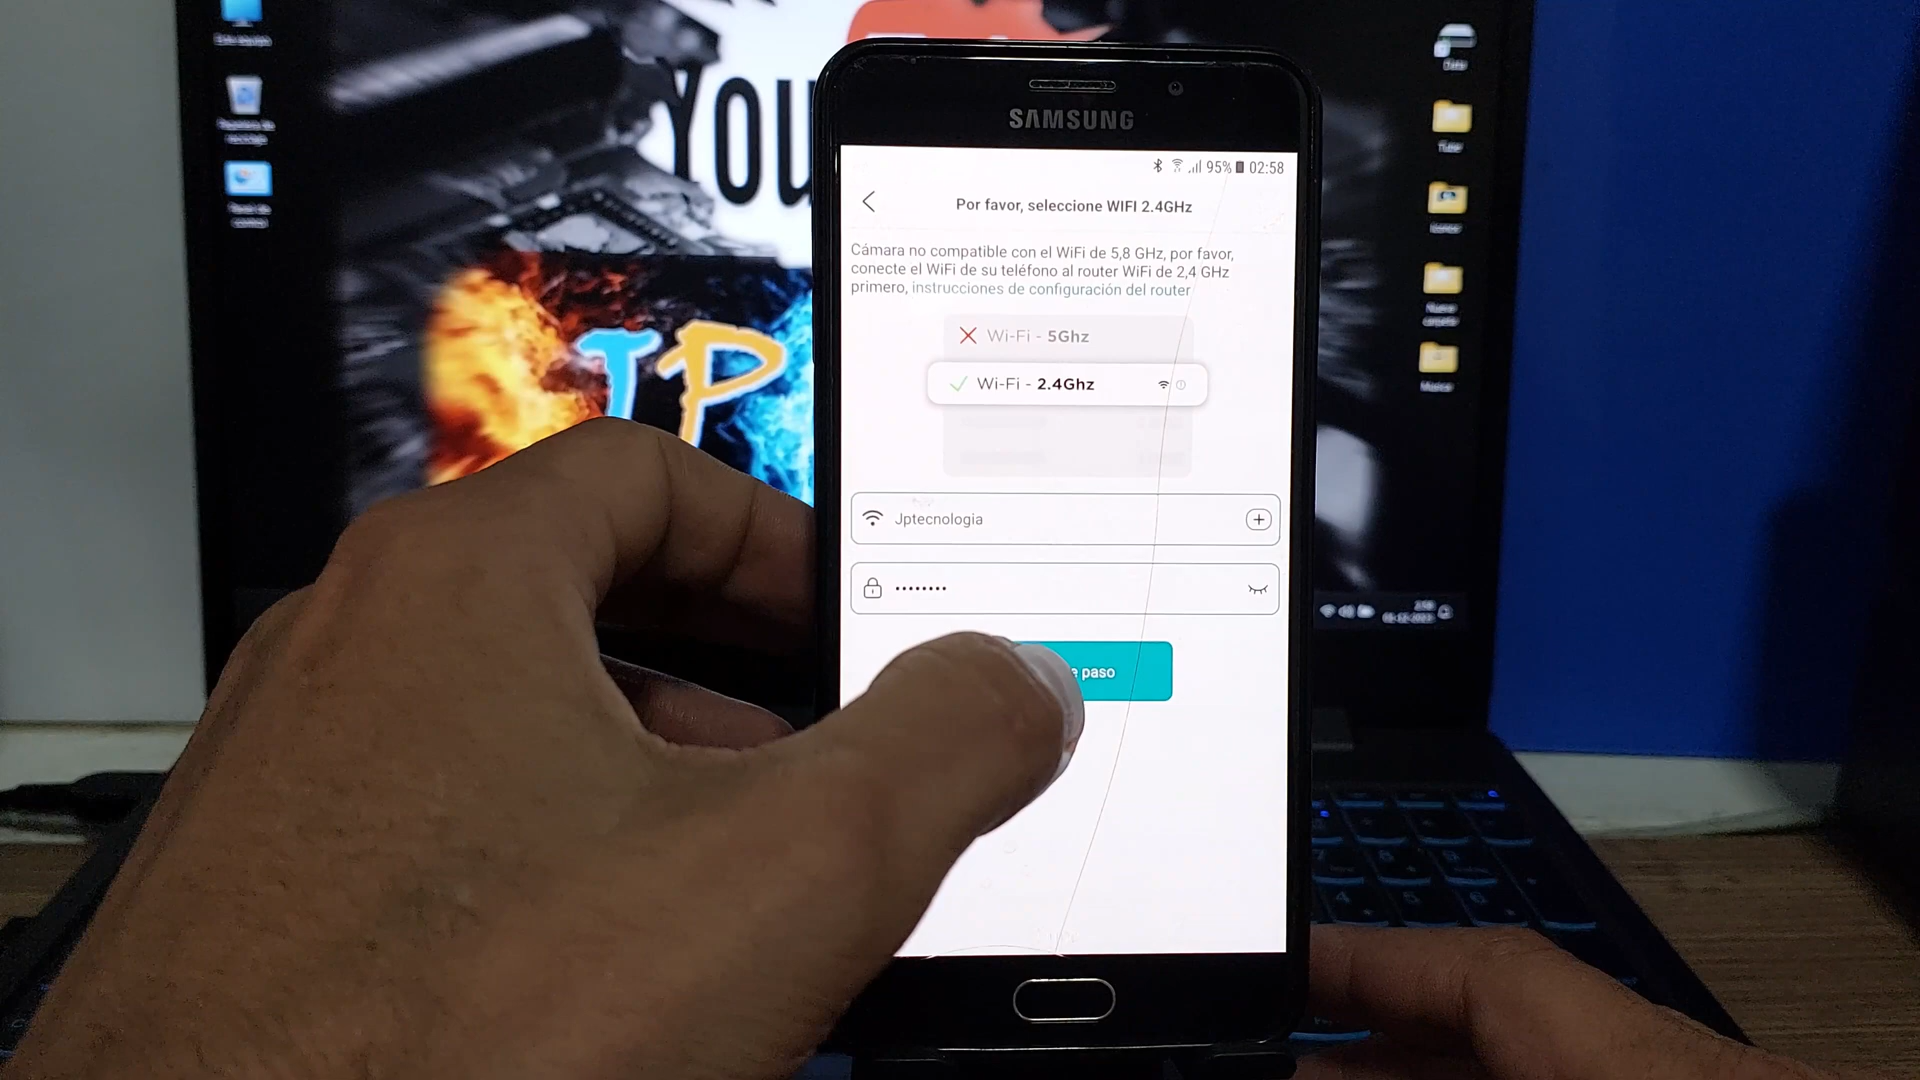 YOU
JP
SAMSUNG
95% 02:58
Por favor, seleccione WIFI 2.4GHz
Cámara no compatible con el WiFi de 5,8 GHz, por favor,
conecte el WiFi de su teléfono al router WiFi de 2,4 GHz
primero, instrucciones de configuración del router
Wi-Fi - 5Ghz
Wi-Fi - 2.4Ghz
Jptecnologia
••••••••
e paso